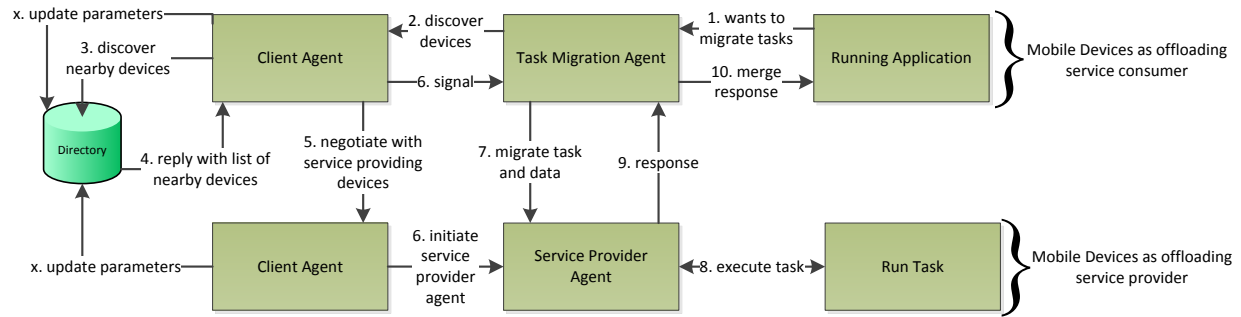 x. update parameters
3. discover
nearby devices
Directory
4. reply with list of
nearby devices
Client Agent
2. discover
devices
6. signal
Task Migration Agent
1. wants to
migrate tasks
10. merge
response
Running Application
Mobile Devices as offloading
service consumer
5. negotiate with
service providing
devices
7. migrate task
and data
9. response
x. update parameters
Client Agent
6. initiate
service
provider
agent
Service Provider
Agent
8. execute task
Run Task
Mobile Devices as offloading
service provider